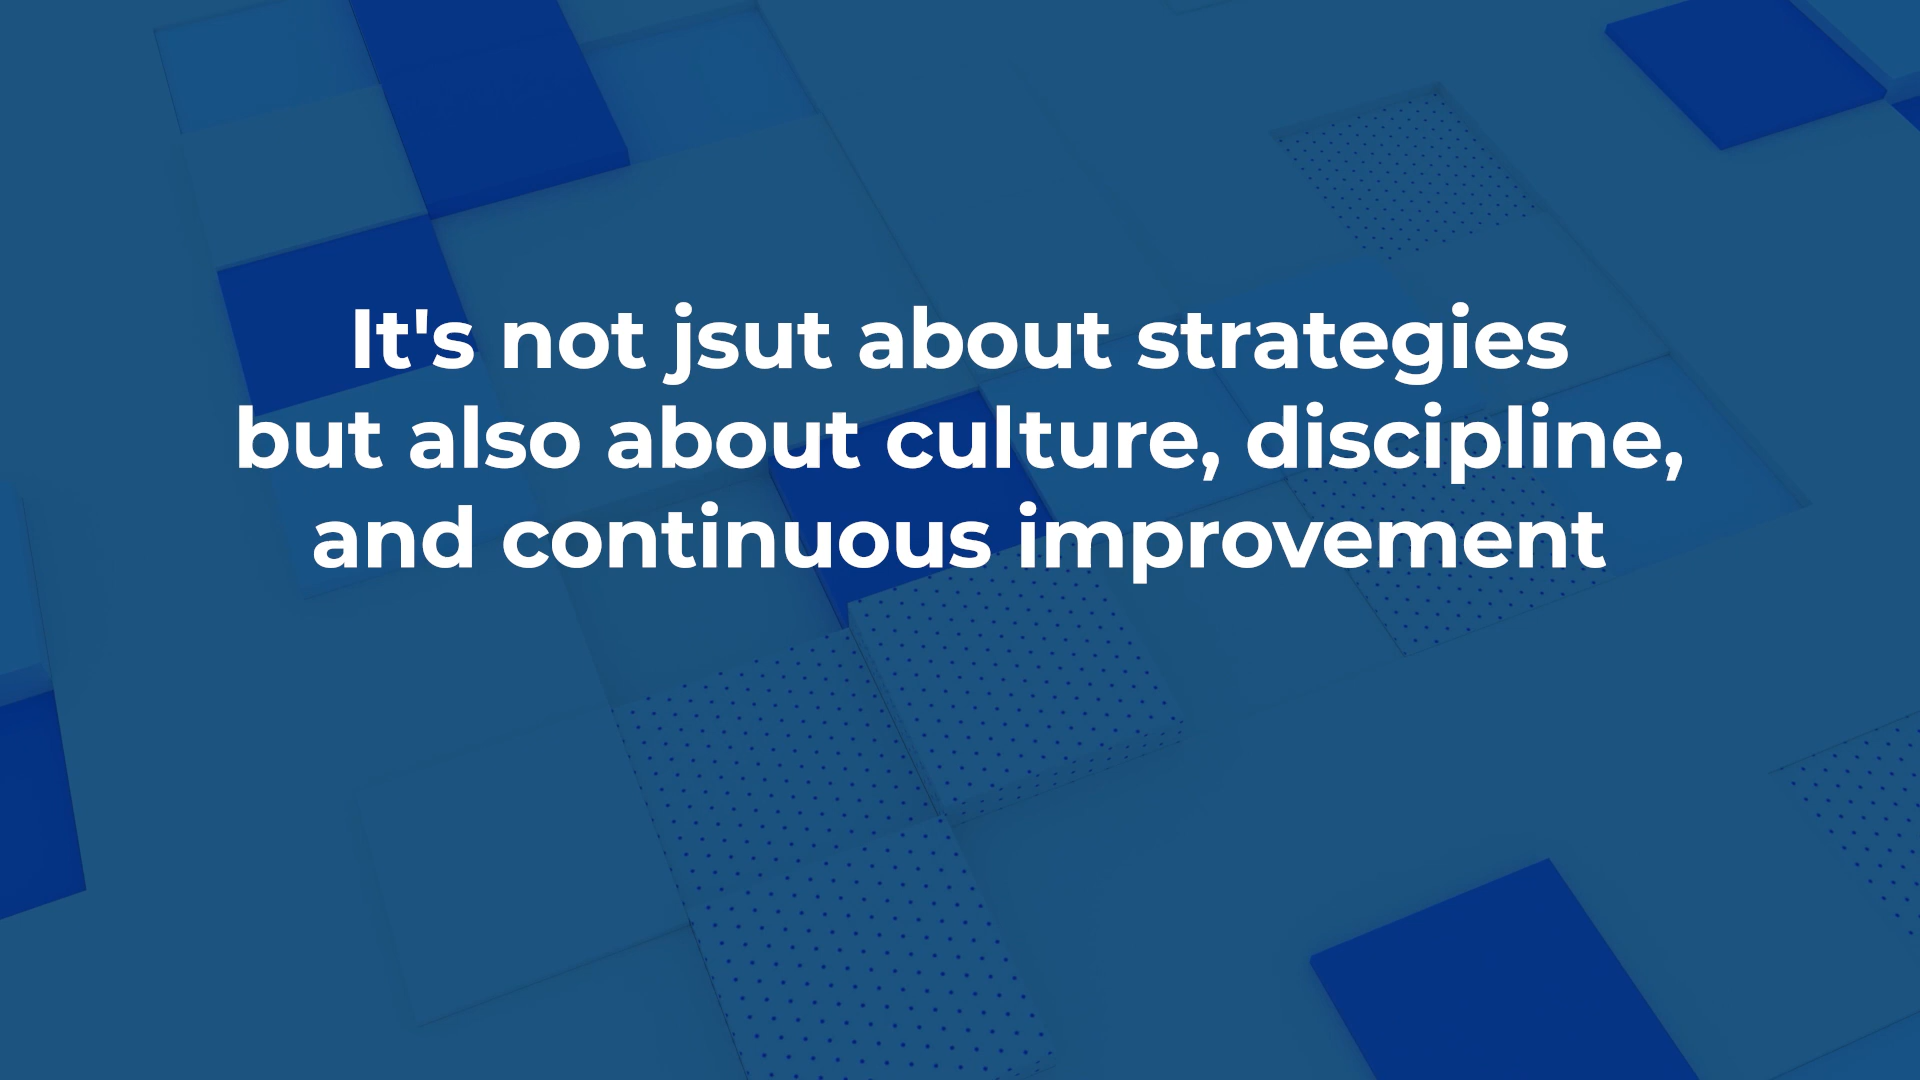 It's not jsut about strategies
but also about culture, discipline,
and continuous improvement